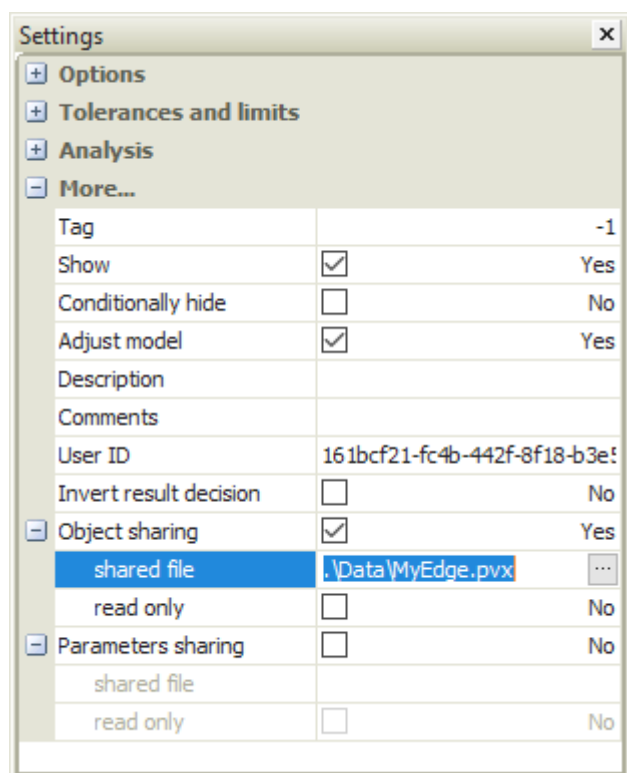 Settings
Options
Tolerances and limits
Analysis
More...
Tag -1
Show Yes
Conditionally hide No
Adjust model Yes
Description
Comments
User ID 161bcf21-fc4b-442f-8f18-b3e5
Invert result decision No
Object sharing Yes
shared file .\Data\MyEdge.pvx ...
read only No
Parameters sharing No
shared file
read only No